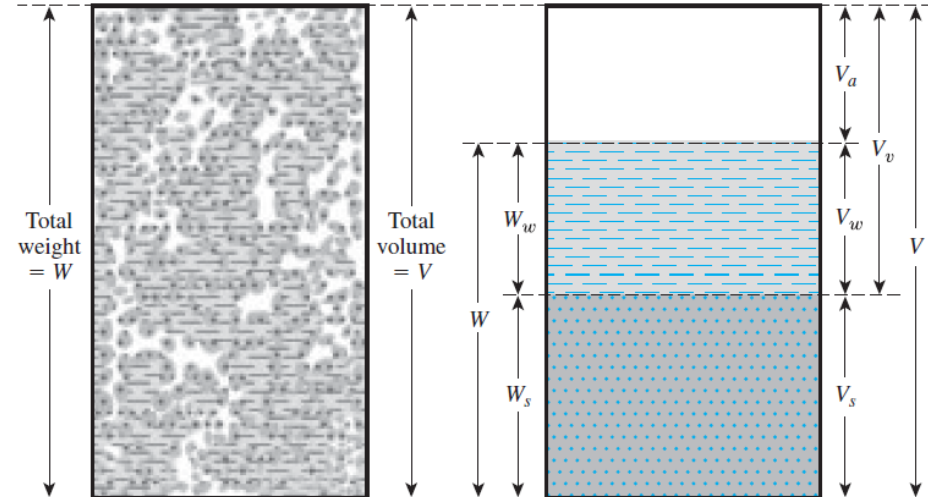 Total
weight
= W
Total
volume
= V
W
W_w
W_s
V_a
V_w
V_s
V_v
V